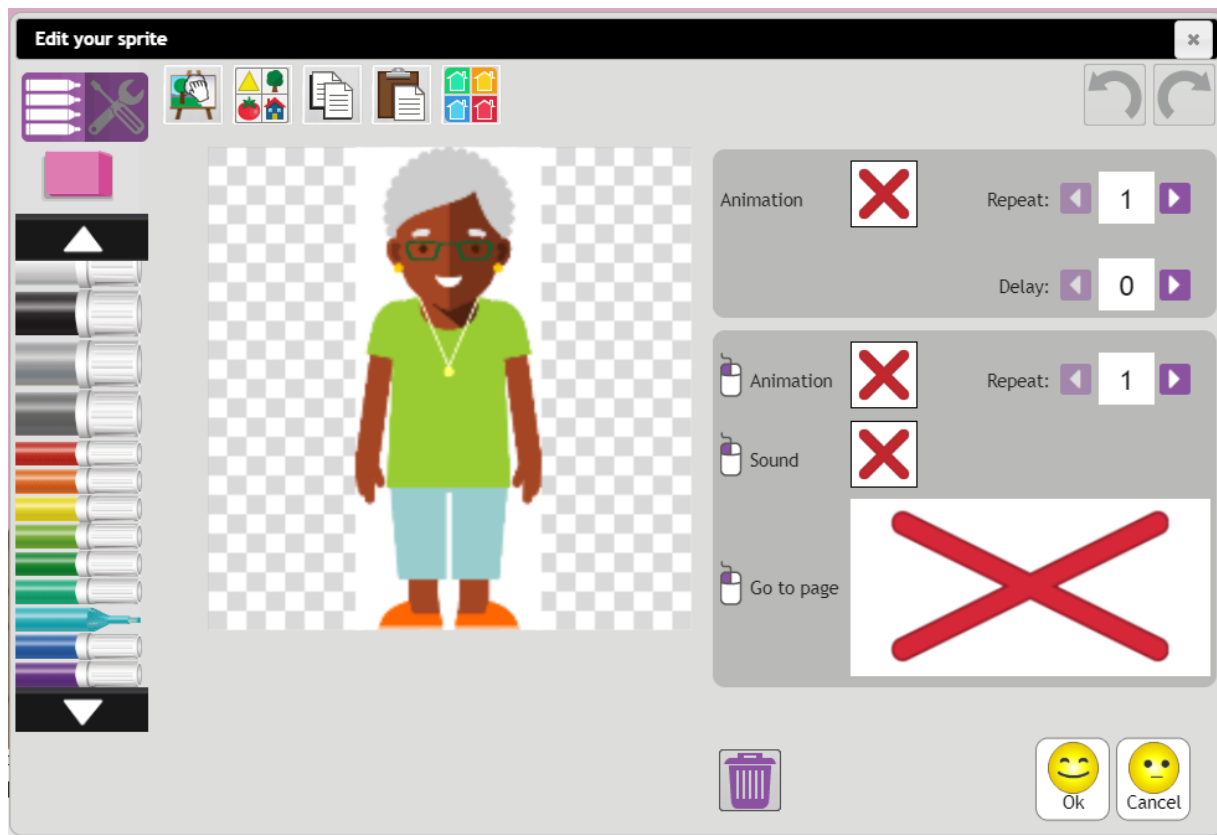 Edit your sprite
Animation
Repeat:
1
Delay:
0
Animation
Repeat:
1
Sound
Go to page
Ok
Cancel